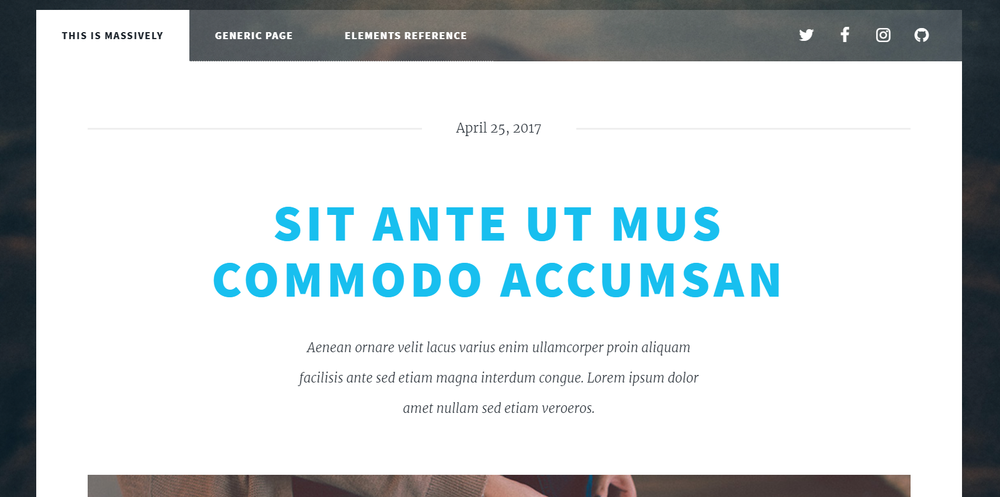 THIS IS MASSIVELY GENERIC PAGE ELEMENTS REFERENCE
April 25, 2017
SIT ANTE UT MUS
COMMODO ACCUMSAN
Aenean ornare velit lacus varius enim ullamcorper proin aliquam
facilisis ante sed etiam magna interdum congue. Lorem ipsum dolor
amet nullam sed etiam veroeros.